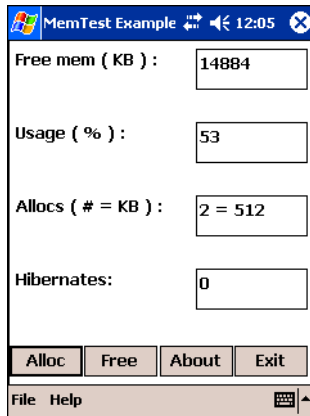 MemTest Example 12:05
Free mem ( KB ) : 14884
Usage ( % ) : 53
Allocs ( # = KB ) : 2 = 512
Hibernates: 0
Alloc Free About Exit
File Help